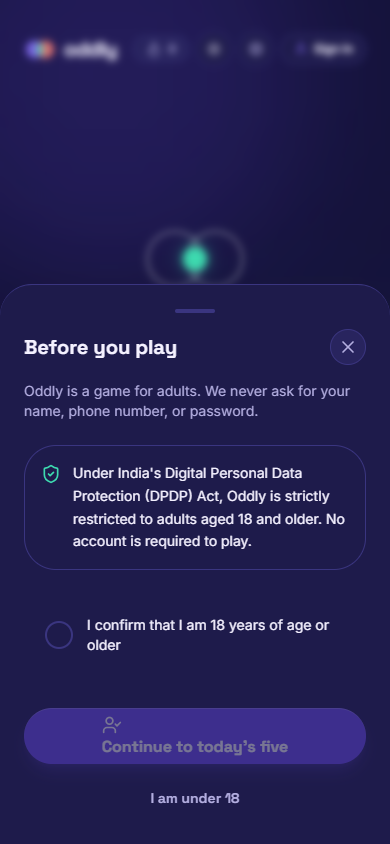 oddly
Sign in
Before you play
Oddly is a game for adults. We never ask for your
name, phone number, or password.
Under India's Digital Personal Data
Protection (DPDP) Act, Oddly is strictly
restricted to adults aged 18 and older. No
account is required to play.
I confirm that I am 18 years of age or
older
Continue to today's five
I am under 18